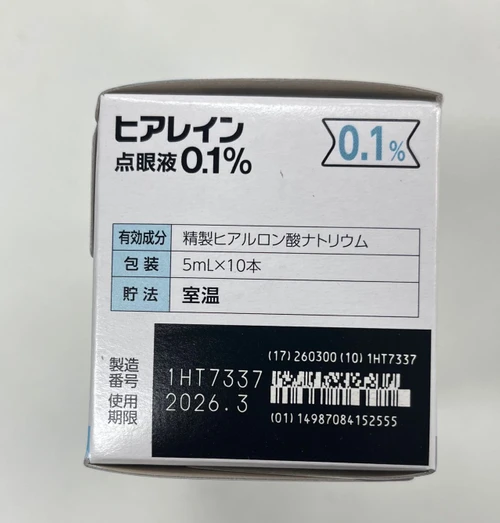 ヒアレイン
点眼液0.1%
0.1%
有効成分 精製ヒアルロン酸ナトリウム
包装 5mL×10本
貯法 室温
(17)260300(10)1HT7337
製造番号 1HT7337
使用期限 2026.3
(01)14987084152555